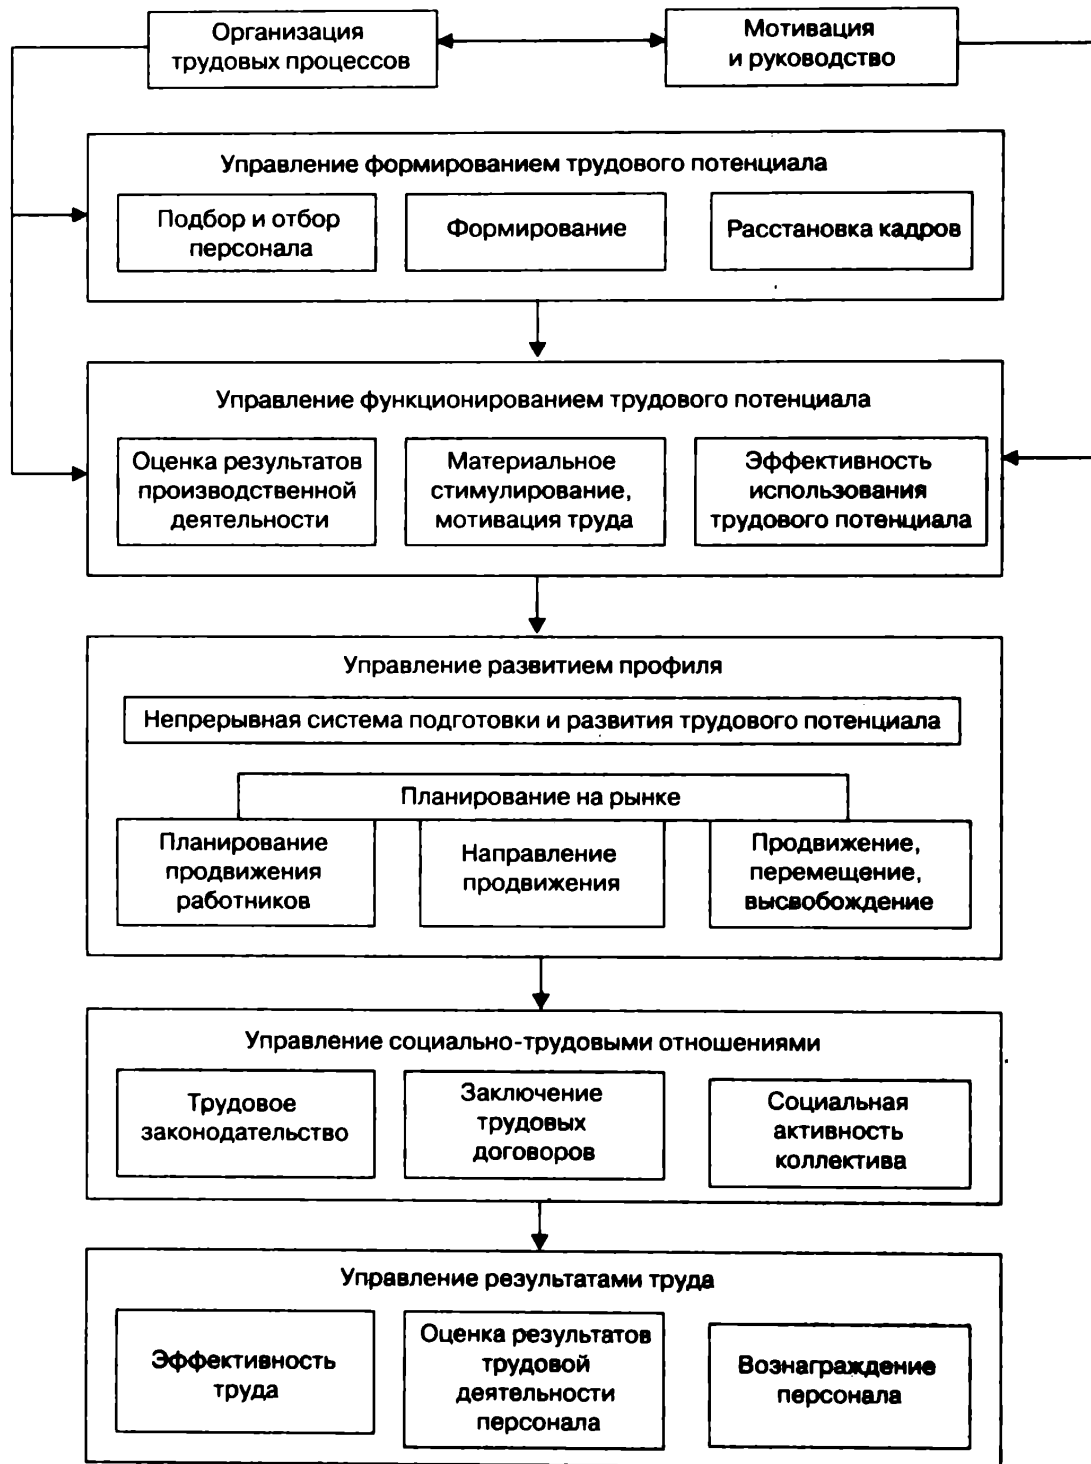 Организация
трудовых процессов
Мотивация
и руководство
Управление формированием трудового потенциала
Подбор и отбор
персонала
Формирование
Расстановка кадров
Управление функционированием трудового потенциала
Оценка результатов
производственной
деятельности
Материальное
стимулирование,
мотивация труда
Эффективность
использования
трудового потенциала
Управление развитием профиля
Непрерывная система подготовки и развития трудового потенциала
Планирование на рынке
Планирование
продвижения
работников
Направление
продвижения
Продвижение,
перемещение,
высвобождение
Управление социально-трудовыми отношениями
Трудовое
законодательство
Заключение
трудовых
договоров
Социальная
активность
коллектива
Управление результатами труда
Эффективность
труда
Оценка результатов
трудовой
деятельности
персонала
Вознаграждение
персонала